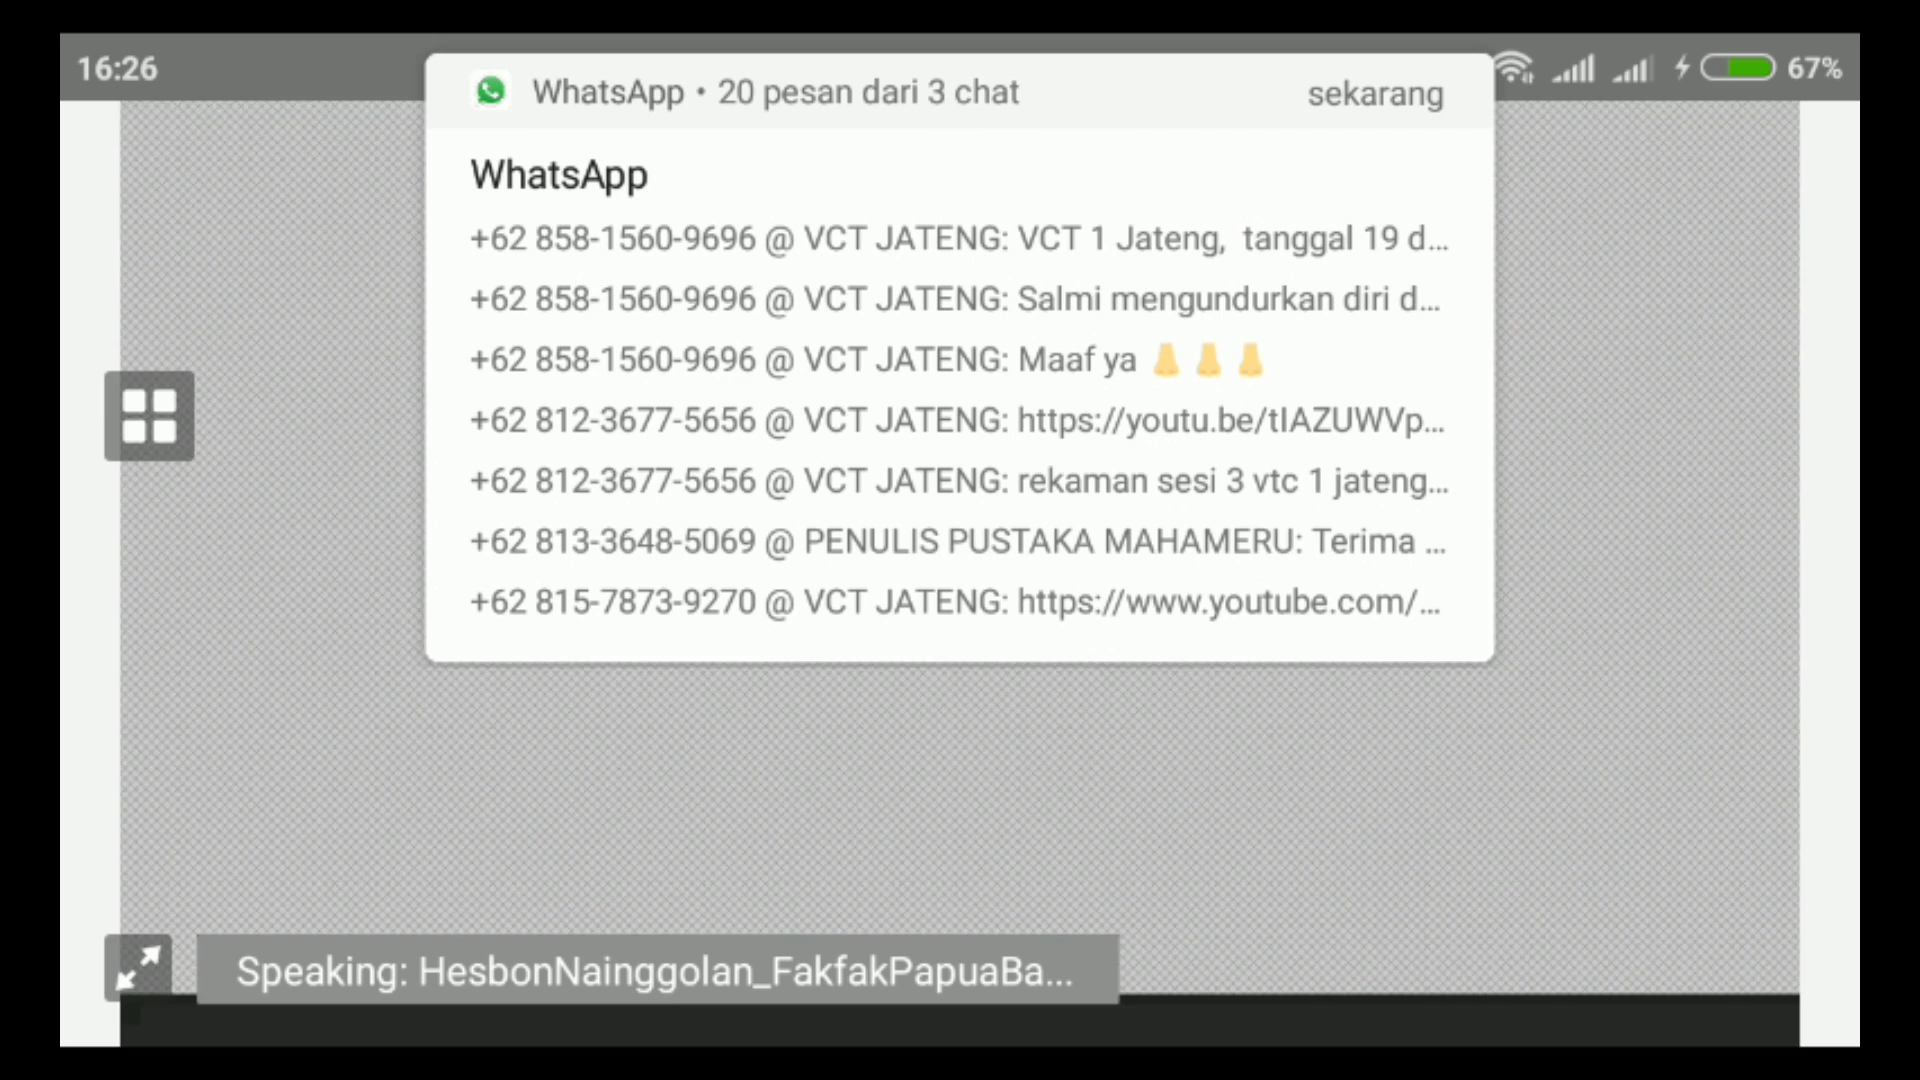 16:26
67%
WhatsApp • 20 pesan dari 3 chat
sekarang
WhatsApp
+62 858-1560-9696 @ VCT JATENG: VCT 1 Jateng, tanggal 19 d...
+62 858-1560-9696 @ VCT JATENG: Salmi mengundurkan diri d...
+62 858-1560-9696 @ VCT JATENG: Maaf ya
+62 812-3677-5656 @ VCT JATENG: https://youtu.be/tIAZUWVp...
+62 812-3677-5656 @ VCT JATENG: rekaman sesi 3 vtc 1 jateng...
+62 813-3648-5069 @ PENULIS PUSTAKA MAHAMERU: Terima ...
+62 815-7873-9270 @ VCT JATENG: https://www.youtube.com/...
Speaking: HesbonNainggolan_FakfakPapuaBa...